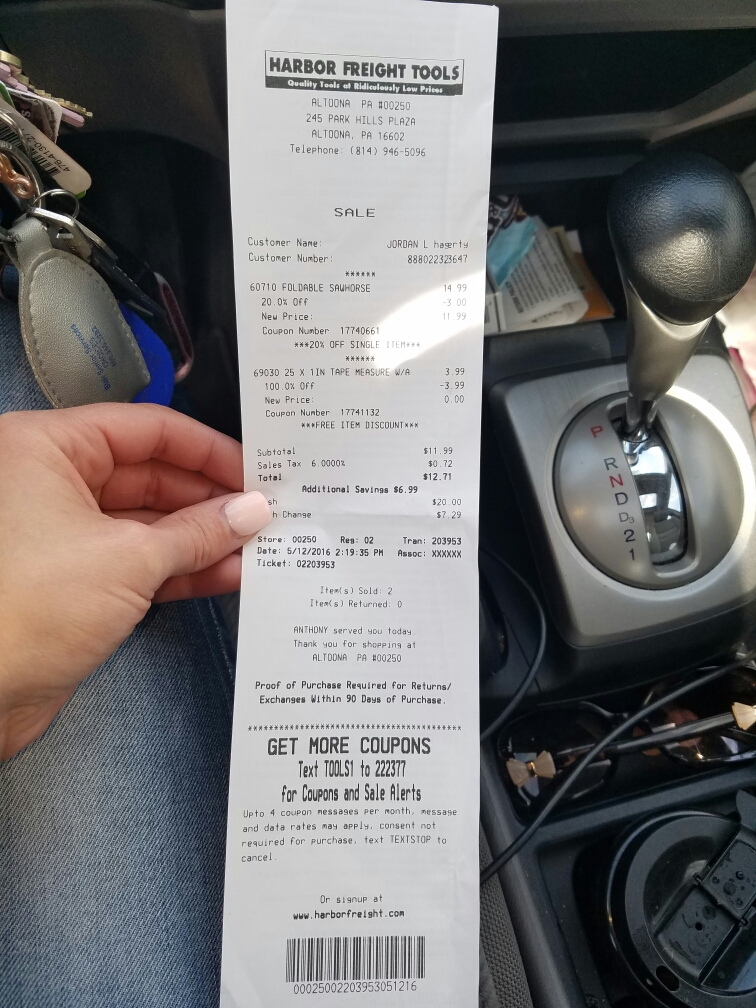 HARBOR FREIGHT TOOLS
Quality Tools at Ridiculously Low Prices
ALTOONA PA #00250
245 PARK HILLS PLAZA
ALTOONA, PA 16602
Telephone: (814) 946-5096
SALE
Customer Name: JORDAN L hagerty
Customer Number: 888022323647
******
60710 FOLDABLE SAWHORSE 14.99
20.0% Off -3.00
New Price: 11.99
Coupon Number 17740661
***20% OFF SINGLE ITEM***
******
69030 25 X 1IN TAPE MEASURE W/A 3.99
100.0% Off -3.99
New Price: 0.00
Coupon Number 17741132
***FREE ITEM DISCOUNT***
Subtotal $11.99
Sales Tax 6.0000% $0.72
Total $12.71
Additional Savings $6.99
sh $20.00
h Change $7.29
Store: 00250 Reg: 02 Tran: 203953
Date: 5/12/2016 2:19:35 PM Assoc: XXXXXX
Ticket: 02203953
Item(s) Sold: 2
Item(s) Returned: 0
ANTHONY served you today.
Thank you for shopping at
ALTOONA PA #00250
Proof of Purchase Required for Returns/
Exchanges Within 90 Days of Purchase.
****************************************
GET MORE COUPONS
Text TOOLS1 to 222377
for Coupons and Sale Alerts
Upto 4 coupon messages per month, message
and data rates may apply, consent not
required for purchase, text TEXTSTOP to
cancel.
Or signup at
www.harborfreight.com
00025002203953051216
P
R
N
D
D3
2
1